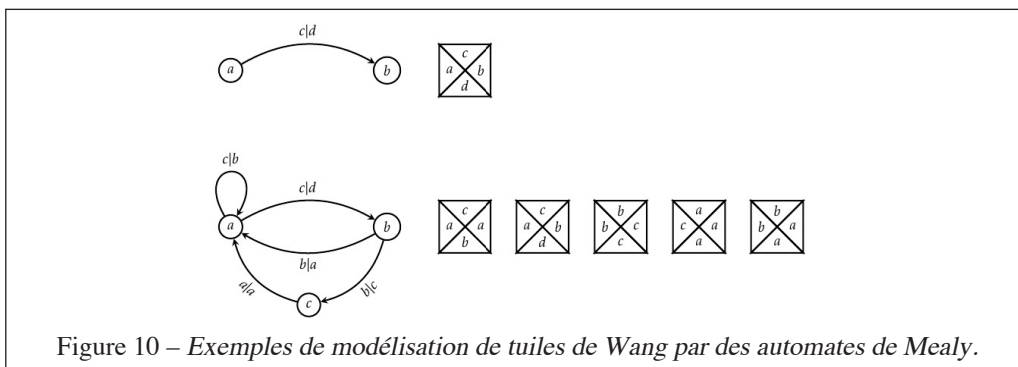 c|d
a b
c
a b
d
c|b
c|d
a b
b|a
a|a b|c
c
c c b a b
a a a b b c c a b a
b d c a a
Figure 10 – Exemples de modélisation de tuiles de Wang par des automates de Mealy.